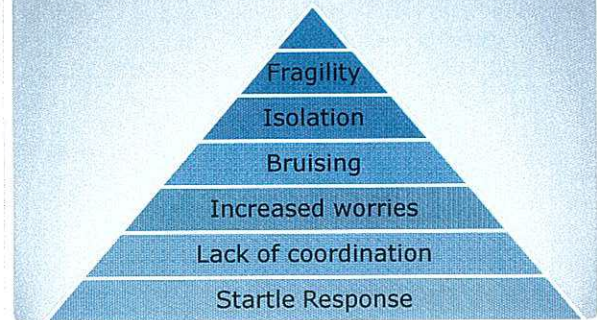 Fragility
Isolation
Bruising
Increased worries
Lack of coordination
Startle Response